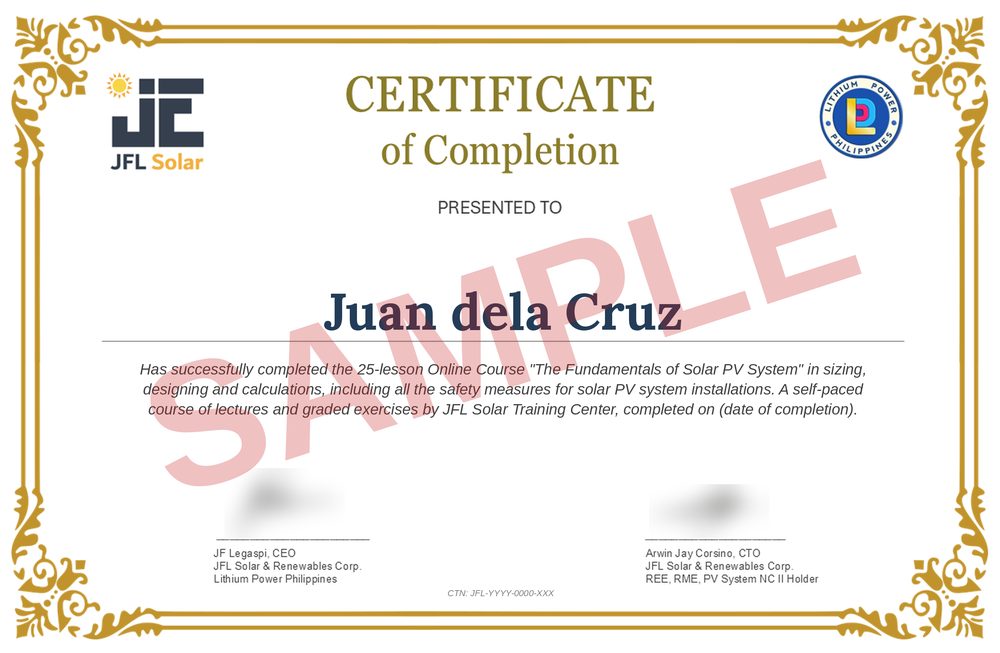 JE
JFL Solar
CERTIFICATE
of Completion
LITHIUM POWER
PHILIPPINES
PRESENTED TO
SAMPLE
Juan dela Cruz
Has successfully completed the 25-lesson Online Course "The Fundamentals of Solar PV System" in sizing,
designing and calculations, including all the safety measures for solar PV system installations. A self-paced
course of lectures and graded exercises by JFL Solar Training Center, completed on (date of completion).
JF Legaspi, CEO
JFL Solar & Renewables Corp.
Lithium Power Philippines
Arwin Jay Corsino, CTO
JFL Solar & Renewables Corp.
REE, RME, PV System NC II Holder
CTN: JFL-YYYY-0000-XXX